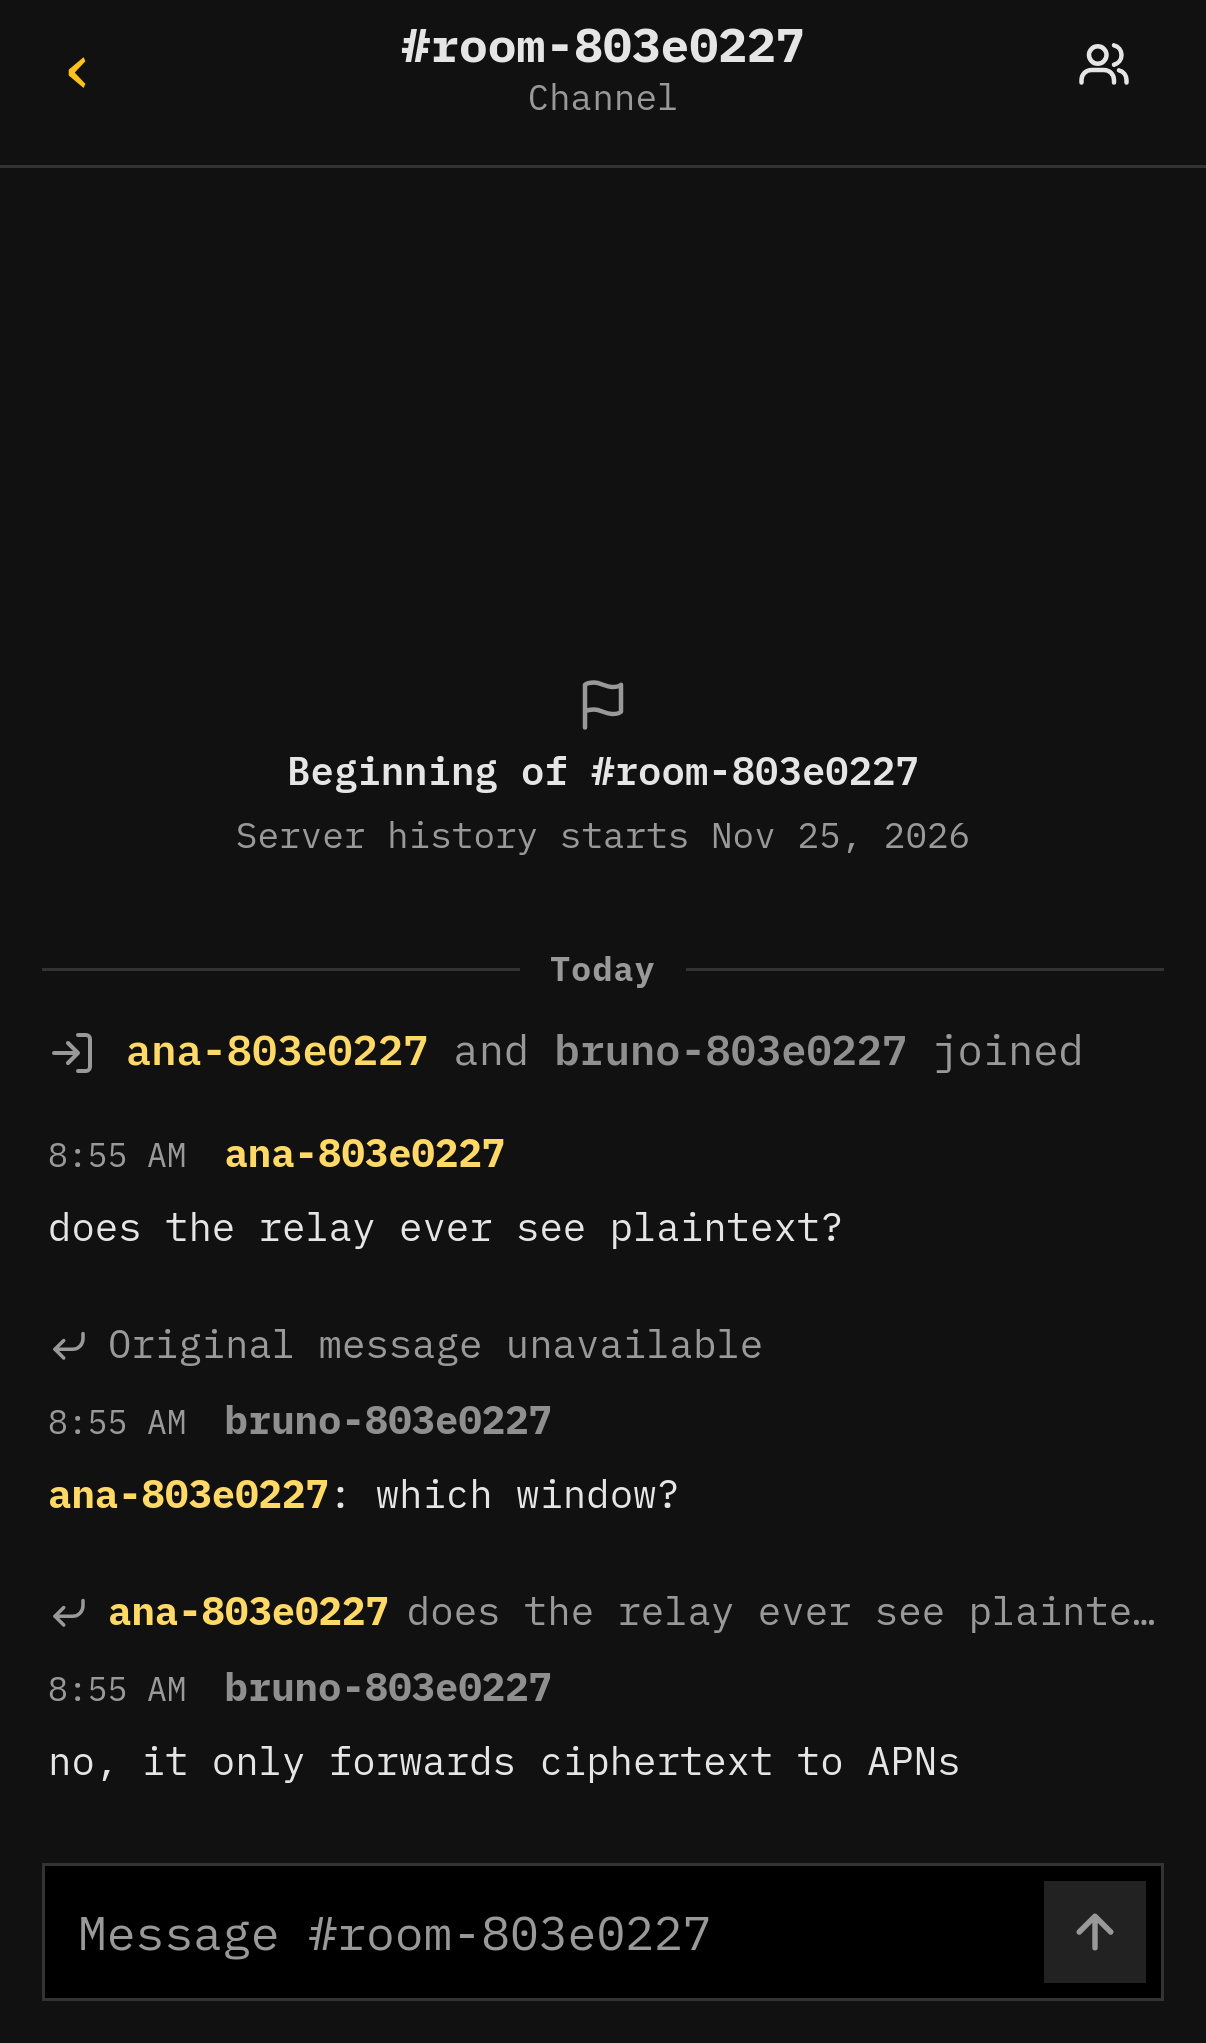 #room-803e0227
Channel
Beginning of #room-803e0227
Server history starts Nov 25, 2026
Today
ana-803e0227 and bruno-803e0227 joined
8:55 AM ana-803e0227
does the relay ever see plaintext?
Original message unavailable
8:55 AM bruno-803e0227
ana-803e0227: which window?
ana-803e0227 does the relay ever see plainte…
8:55 AM bruno-803e0227
no, it only forwards ciphertext to APNs
Message #room-803e0227